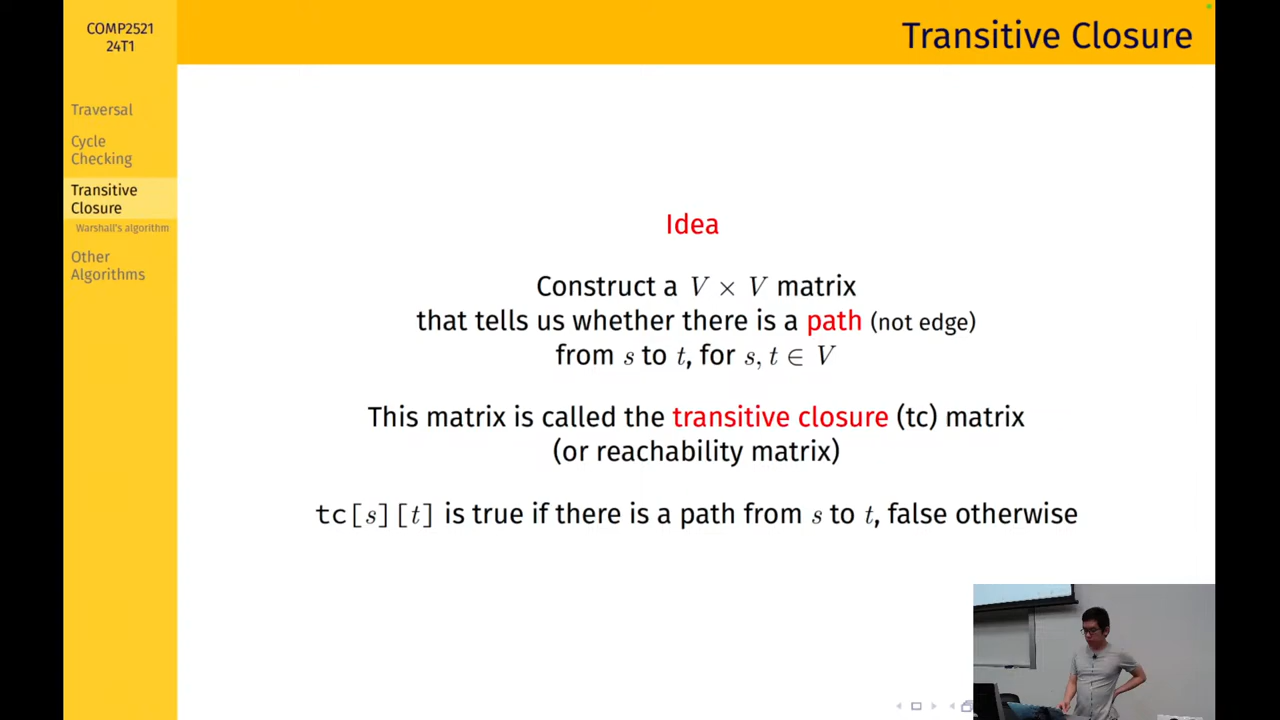 COMP2521
24T1
Transitive Closure
Traversal
Cycle
Checking
Transitive
Closure
Warshall's algorithm
Other
Algorithms
Idea
Construct a V × V matrix
that tells us whether there is a path (not edge)
from s to t, for s, t ∈ V
This matrix is called the transitive closure (tc) matrix
(or reachability matrix)
tc[s][t] is true if there is a path from s to t, false otherwise